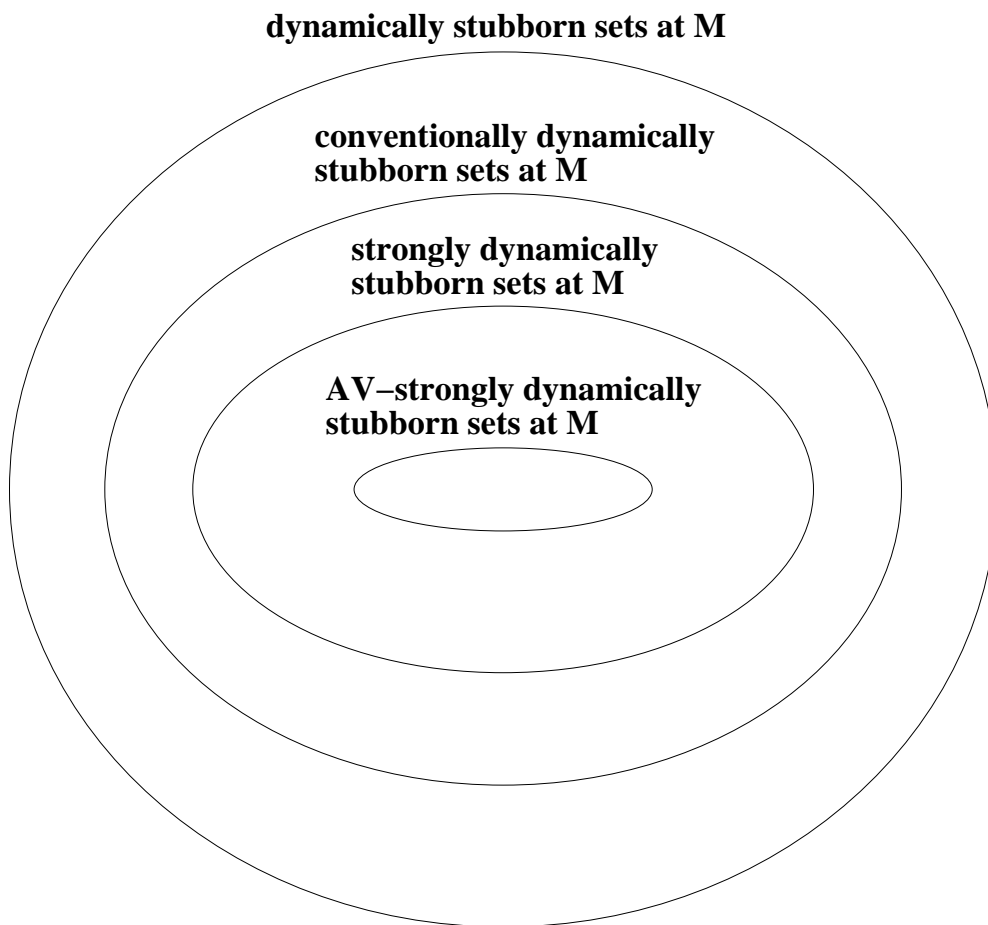 dynamically stubborn sets at M
conventionally dynamically
stubborn sets at M
strongly dynamically
stubborn sets at M
AV−strongly dynamically
stubborn sets at M